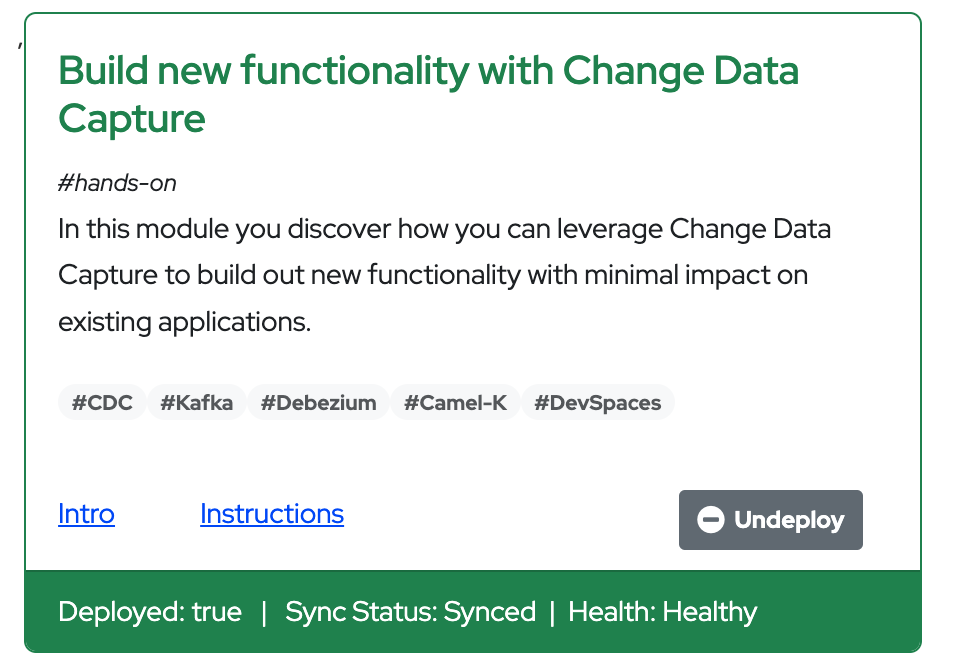 ,
Build new functionality with Change Data
Capture
#hands-on
In this module you discover how you can leverage Change Data
Capture to build out new functionality with minimal impact on
existing applications.
#CDC #Kafka #Debezium #Camel-K #DevSpaces
Intro Instructions Undeploy
Deployed: true | Sync Status: Synced | Health: Healthy